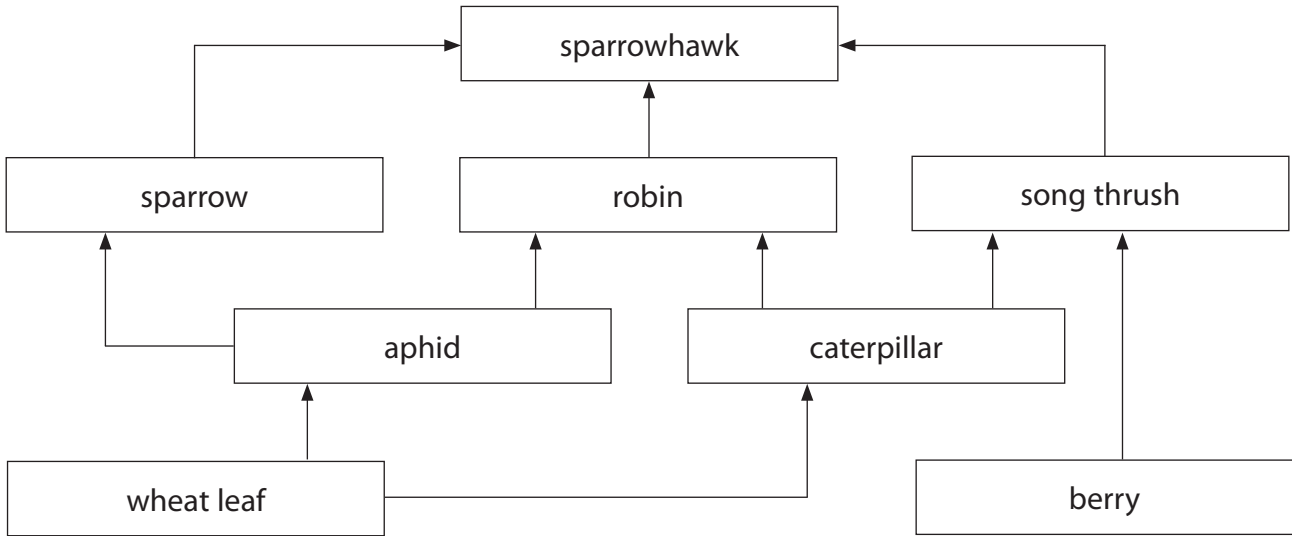 sparrowhawk
sparrow
robin
song thrush
aphid
caterpillar
wheat leaf
berry